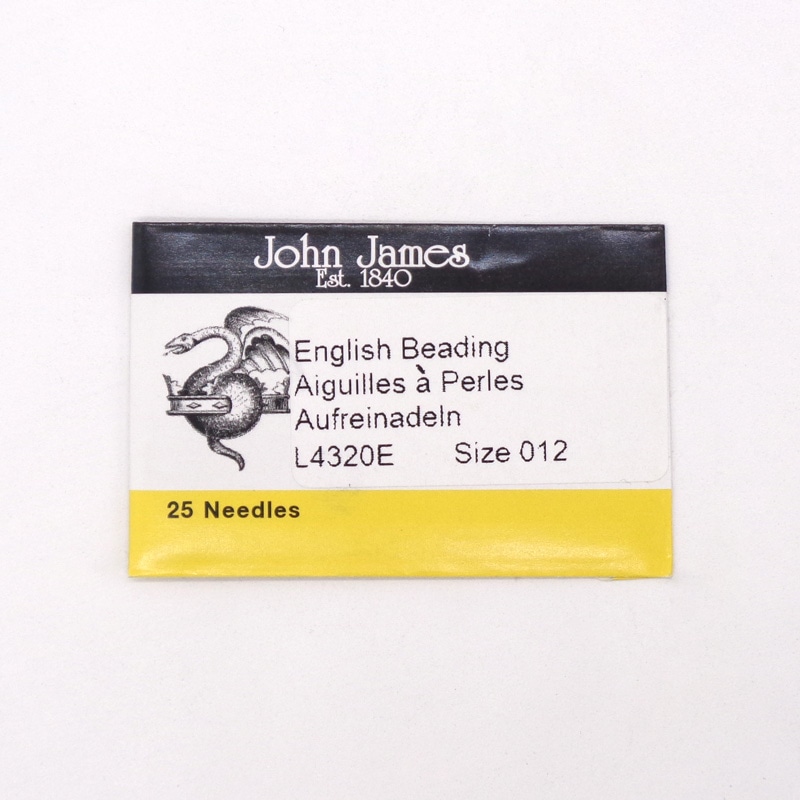 John James
Est. 1840
English Beading
Aiguilles à Perles
Aufreinadeln
L4320E Size 012
25 Needles